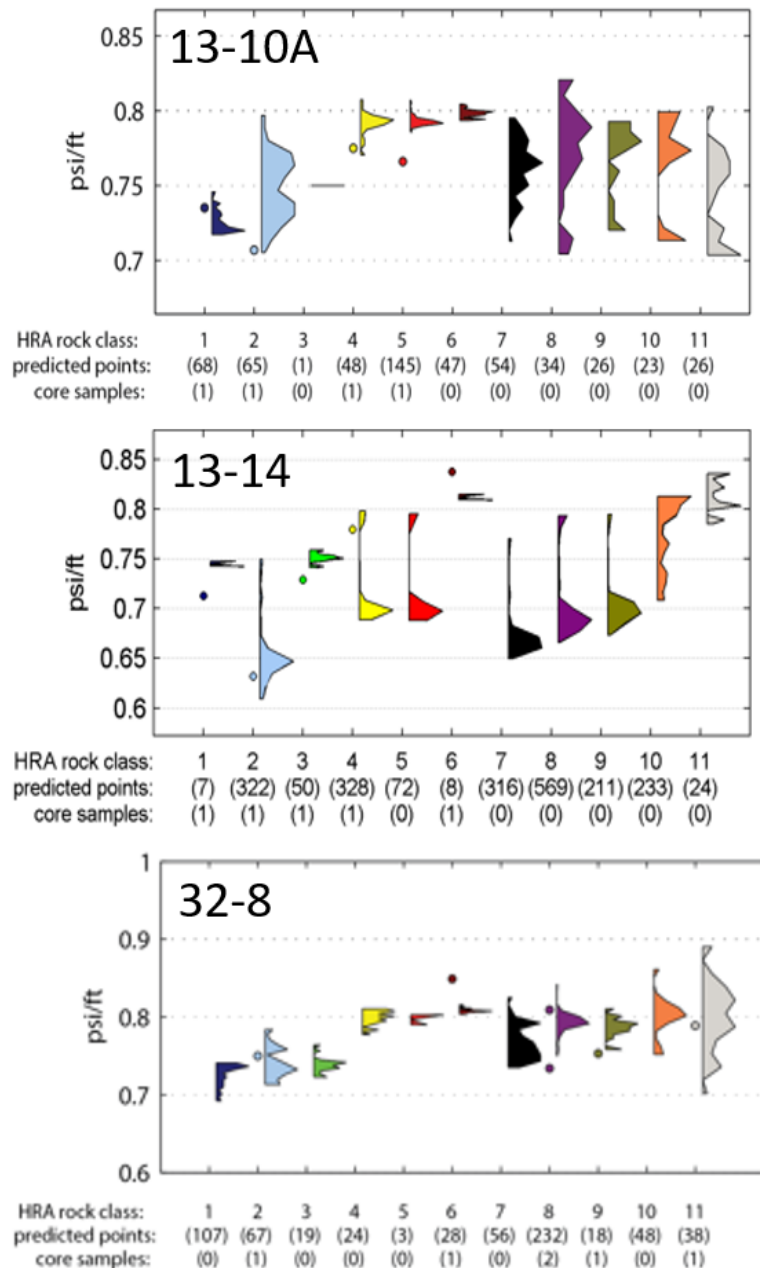 13-10A
0.85
0.8
0.75
0.7
psi/ft
HRA rock class: 1 2 3 4 5 6 7 8 9 10 11
predicted points: (68) (65) (1) (48) (145) (47) (54) (34) (26) (23) (26)
core samples: (1) (1) (0) (1) (1) (0) (0) (0) (0) (0) (0)
13-14
0.85
0.8
0.75
0.7
0.65
0.6
psi/ft
HRA rock class: 1 2 3 4 5 6 7 8 9 10 11
predicted points: (7) (322) (50) (328) (72) (8) (316) (569) (211) (233) (24)
core samples: (1) (1) (1) (1) (0) (1) (0) (0) (0) (0) (0)
32-8
1
0.9
0.8
0.7
0.6
psi/ft
HRA rock class: 1 2 3 4 5 6 7 8 9 10 11
predicted points: (107) (67) (19) (24) (3) (28) (56) (232) (18) (48) (38)
core samples: (0) (1) (0) (0) (0) (1) (0) (2) (1) (0) (1)